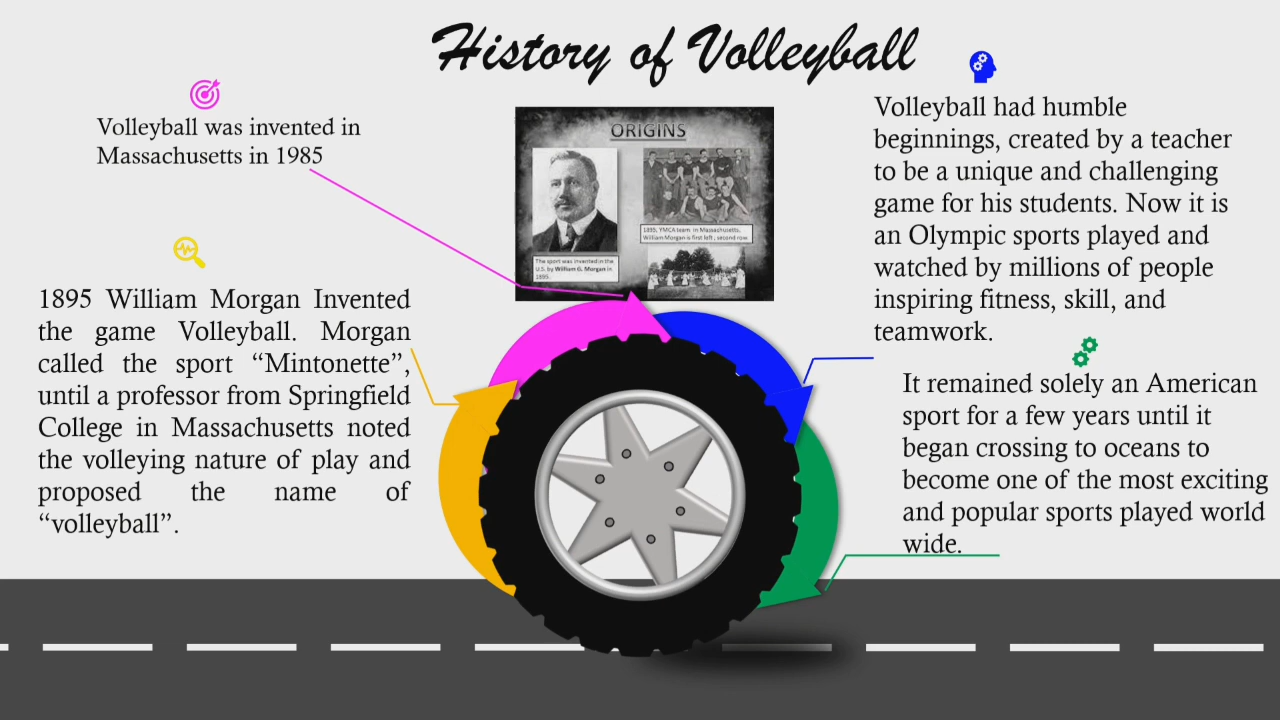 History of Volleyball
Volleyball was invented in
Massachusetts in 1985
1895 William Morgan Invented
the game Volleyball. Morgan
called the sport “Mintonette”,
until a professor from Springfield
College in Massachusetts noted
the volleying nature of play and
proposed the name of
“volleyball”.
ORIGINS
The sport was invented in the
U.S. by William G. Morgan in
1895.
1895, YMCA team in Massachusetts.
William Morgan is first left, second row.
Volleyball had humble
beginnings, created by a teacher
to be a unique and challenging
game for his students. Now it is
an Olympic sports played and
watched by millions of people
inspiring fitness, skill, and
teamwork.
It remained solely an American
sport for a few years until it
began crossing to oceans to
become one of the most exciting
and popular sports played world
wide.